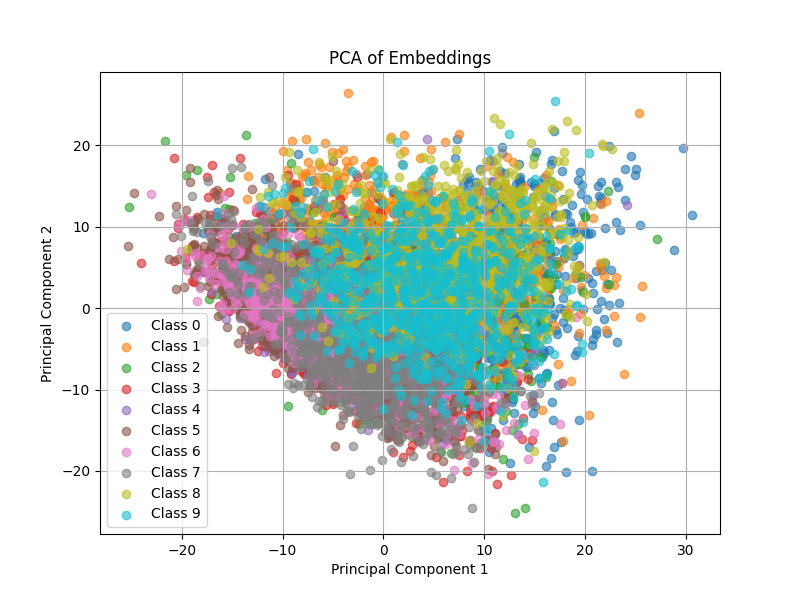 PCA of Embeddings
Principal Component 2
20
10
0
−10
−20
Class 0
Class 1
Class 2
Class 3
Class 4
Class 5
Class 6
Class 7
Class 8
Class 9
−20 −10 0 10 20 30
Principal Component 1